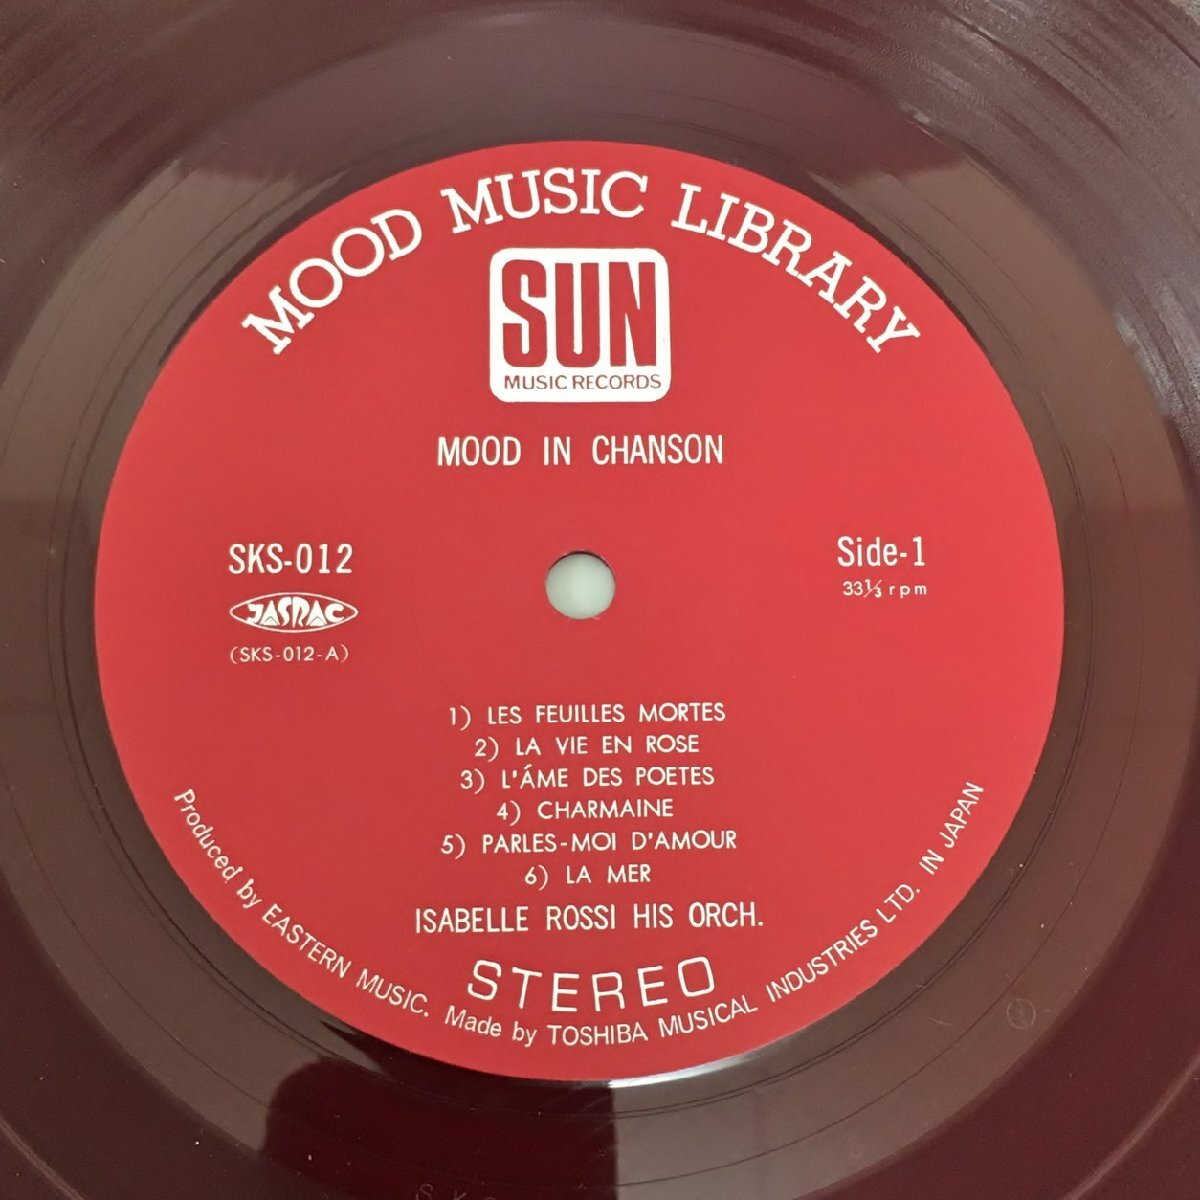 MOOD MUSIC LIBRARY
SUN
MUSIC RECORDS
MOOD IN CHANSON
SKS-012
JASRAC
(SKS-012-A)
Side-1
33⅓ rpm
1) LES FEUILLES MORTES
2) LA VIE EN ROSE
3) L'ÁME DES POETES
4) CHARMAINE
5) PARLES-MOI D'AMOUR
6) LA MER
ISABELLE ROSSI HIS ORCH.
STEREO
Produced by EASTERN MUSIC. Made by TOSHIBA MUSICAL INDUSTRIES LTD. IN JAPAN